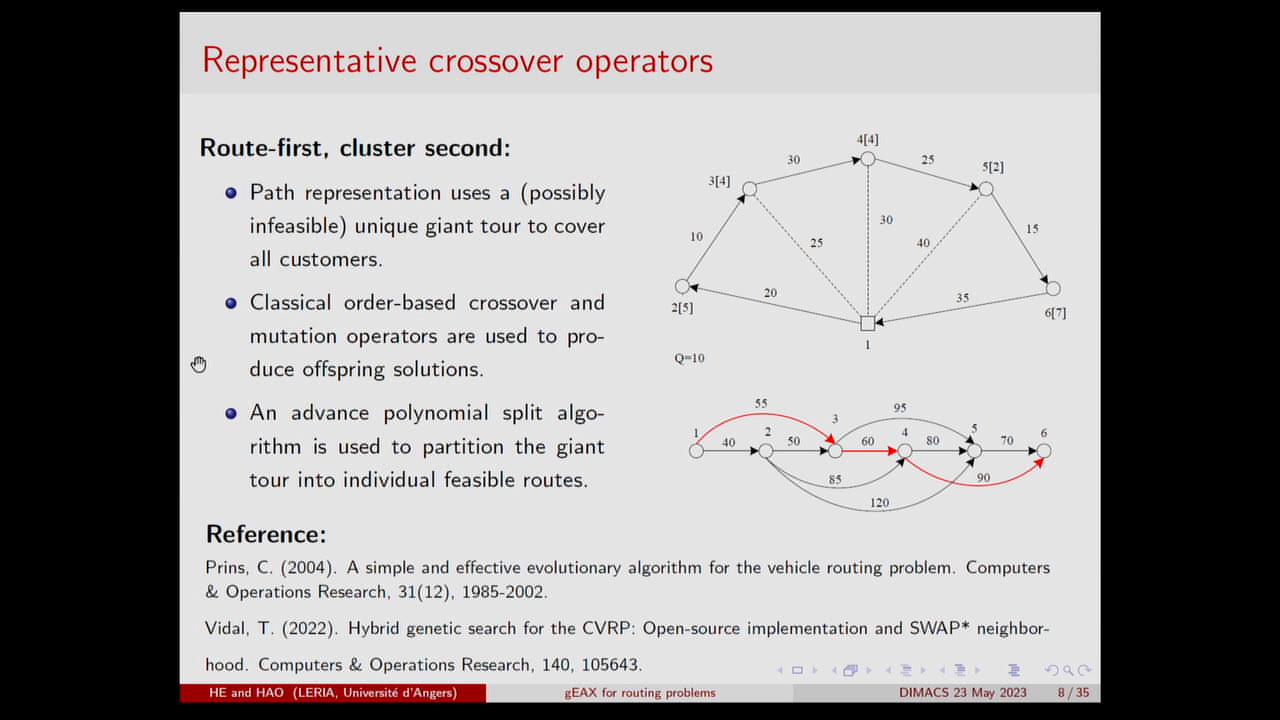 Representative crossover operators
Route-first, cluster second:
Path representation uses a (possibly
infeasible) unique giant tour to cover
all customers.
Classical order-based crossover and
mutation operators are used to pro-
duce offspring solutions.
An advance polynomial split algo-
rithm is used to partition the giant
tour into individual feasible routes.
4[4]
30
25
5[2]
3[4]
30
10
25
40
15
20
35
2[5]
6[7]
1
Q=10
55
95
1
2
3
4
5
6
40
50
60
80
70
85
90
120
Reference:
Prins, C. (2004). A simple and effective evolutionary algorithm for the vehicle routing problem. Computers
& Operations Research, 31(12), 1985-2002.
Vidal, T. (2022). Hybrid genetic search for the CVRP: Open-source implementation and SWAP* neighbor-
hood. Computers & Operations Research, 140, 105643.
HE and HAO (LERIA, Université d'Angers)
gEAX for routing problems
DIMACS 23 May 2023
8 / 35